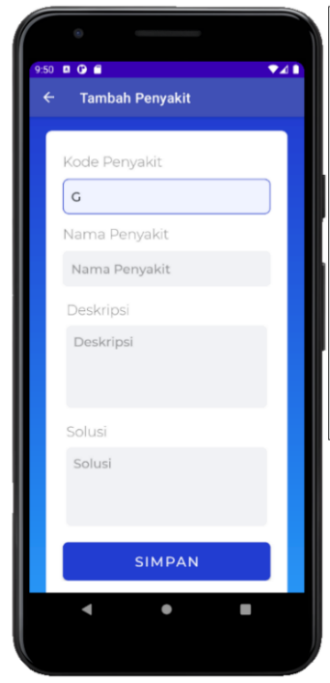 9:50
Tambah Penyakit
Kode Penyakit
G
Nama Penyakit
Nama Penyakit
Deskripsi
Deskripsi
Solusi
Solusi
SIMPAN